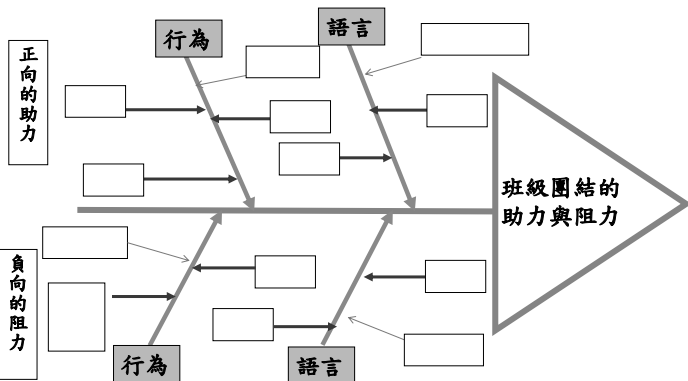 正向的助力
行為
語言
班級團結的
助力與阻力
負向的阻力
行為
語言